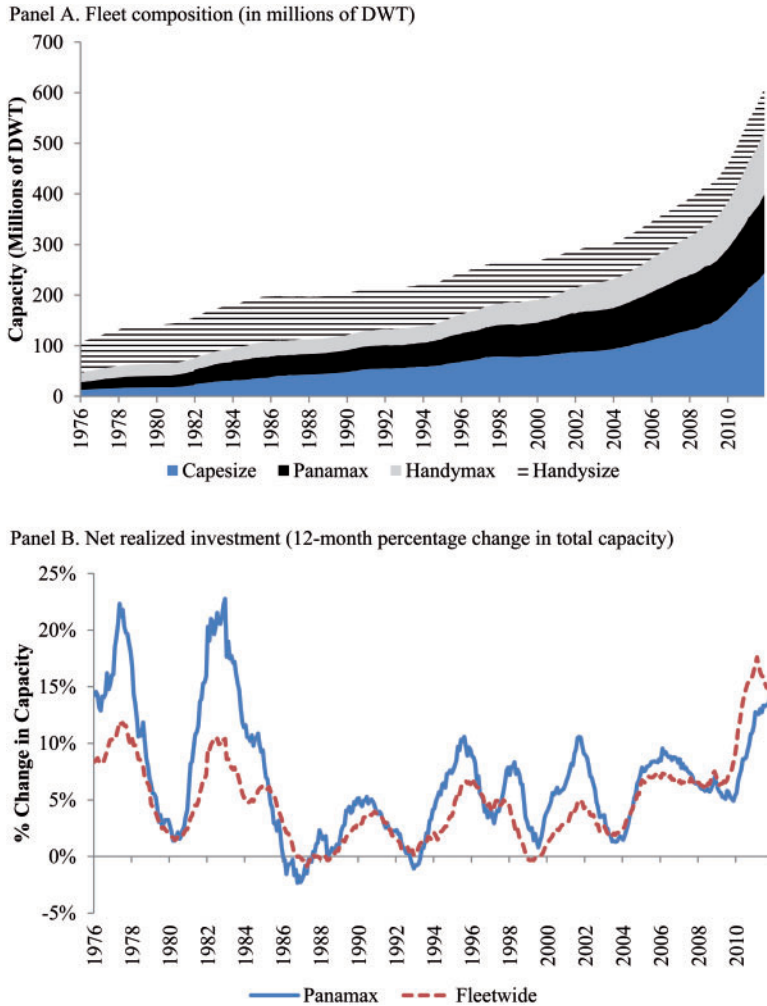 Panel A. Fleet composition (in millions of DWT)
Capacity (Millions of DWT)
700
600
500
400
300
200
100
0
1976 1978 1980 1982 1984 1986 1988 1990 1992 1994 1996 1998 2000 2002 2004 2006 2008 2010
Capesize Panamax Handymax Handysize
Panel B. Net realized investment (12-month percentage change in total capacity)
% Change in Capacity
25%
20%
15%
10%
5%
0%
-5%
1976 1978 1980 1982 1984 1986 1988 1990 1992 1994 1996 1998 2000 2002 2004 2006 2008 2010
Panamax Fleetwide